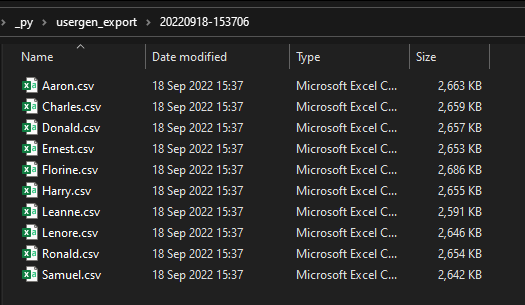 _py usergen_export 20220918-153706
Name Date modified Type Size
Aaron.csv 18 Sep 2022 15:37 Microsoft Excel C... 2,663 KB
Charles.csv 18 Sep 2022 15:37 Microsoft Excel C... 2,659 KB
Donald.csv 18 Sep 2022 15:37 Microsoft Excel C... 2,657 KB
Ernest.csv 18 Sep 2022 15:37 Microsoft Excel C... 2,653 KB
Florine.csv 18 Sep 2022 15:37 Microsoft Excel C... 2,686 KB
Harry.csv 18 Sep 2022 15:37 Microsoft Excel C... 2,655 KB
Leanne.csv 18 Sep 2022 15:37 Microsoft Excel C... 2,591 KB
Lenore.csv 18 Sep 2022 15:37 Microsoft Excel C... 2,646 KB
Ronald.csv 18 Sep 2022 15:37 Microsoft Excel C... 2,654 KB
Samuel.csv 18 Sep 2022 15:37 Microsoft Excel C... 2,642 KB